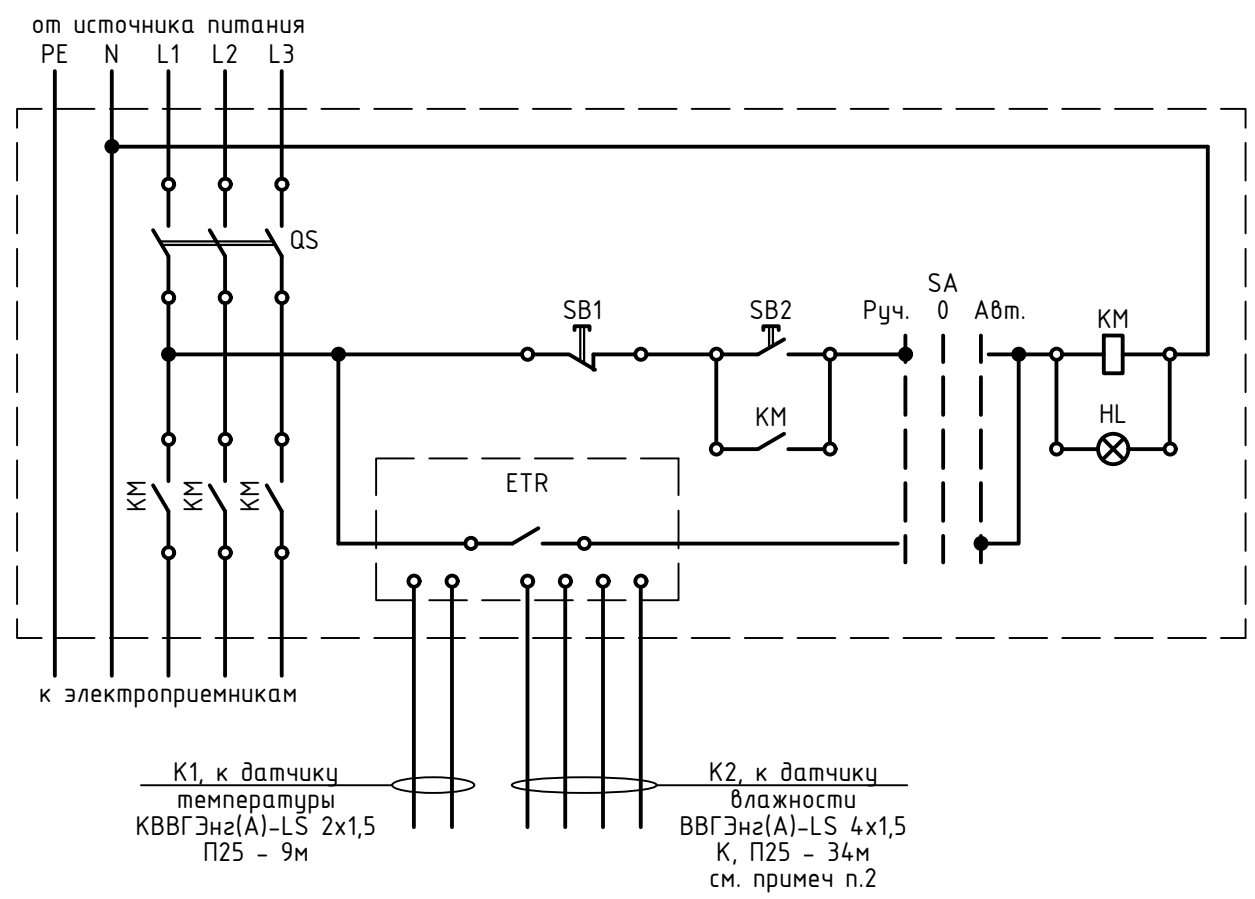 от источника питания
PE N L1 L2 L3
QS
SB1
SB2
SA
Руч. 0 Авт.
KM
KM
HL
ETR
KM
KM
KM
к электроприемникам
K1, к датчику
температуры
КВВГЭнг(А)-LS 2x1,5
П25 - 9м
K2, к датчику
влажности
ВВГЭнг(А)-LS 4x1,5
К, П25 - 34м
см. примеч п.2